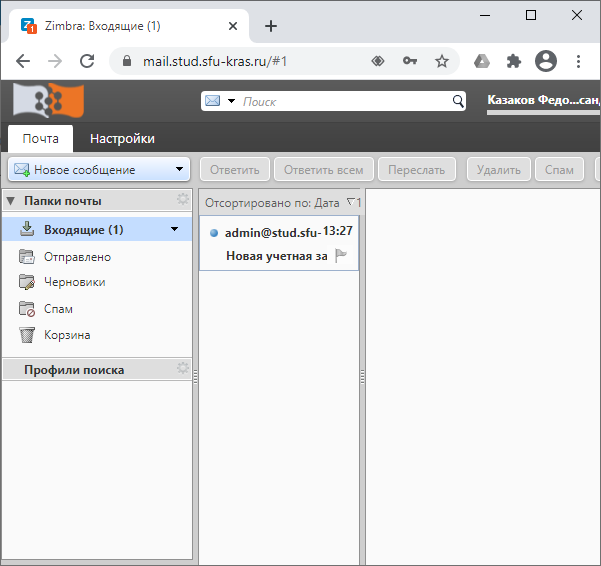 Zimbra: Входящие (1)
mail.stud.sfu-kras.ru/#1
Поиск
Казаков Федо...санд
Почта Настройки
Новое сообщение Ответить Ответить всем Переслать Удалить Спам
Папки почты
Отсортировано по: Дата 1
Входящие (1)
admin@stud.sfu- 13:27
Новая учетная за
Отправлено
Черновики
Спам
Корзина
Профили поиска